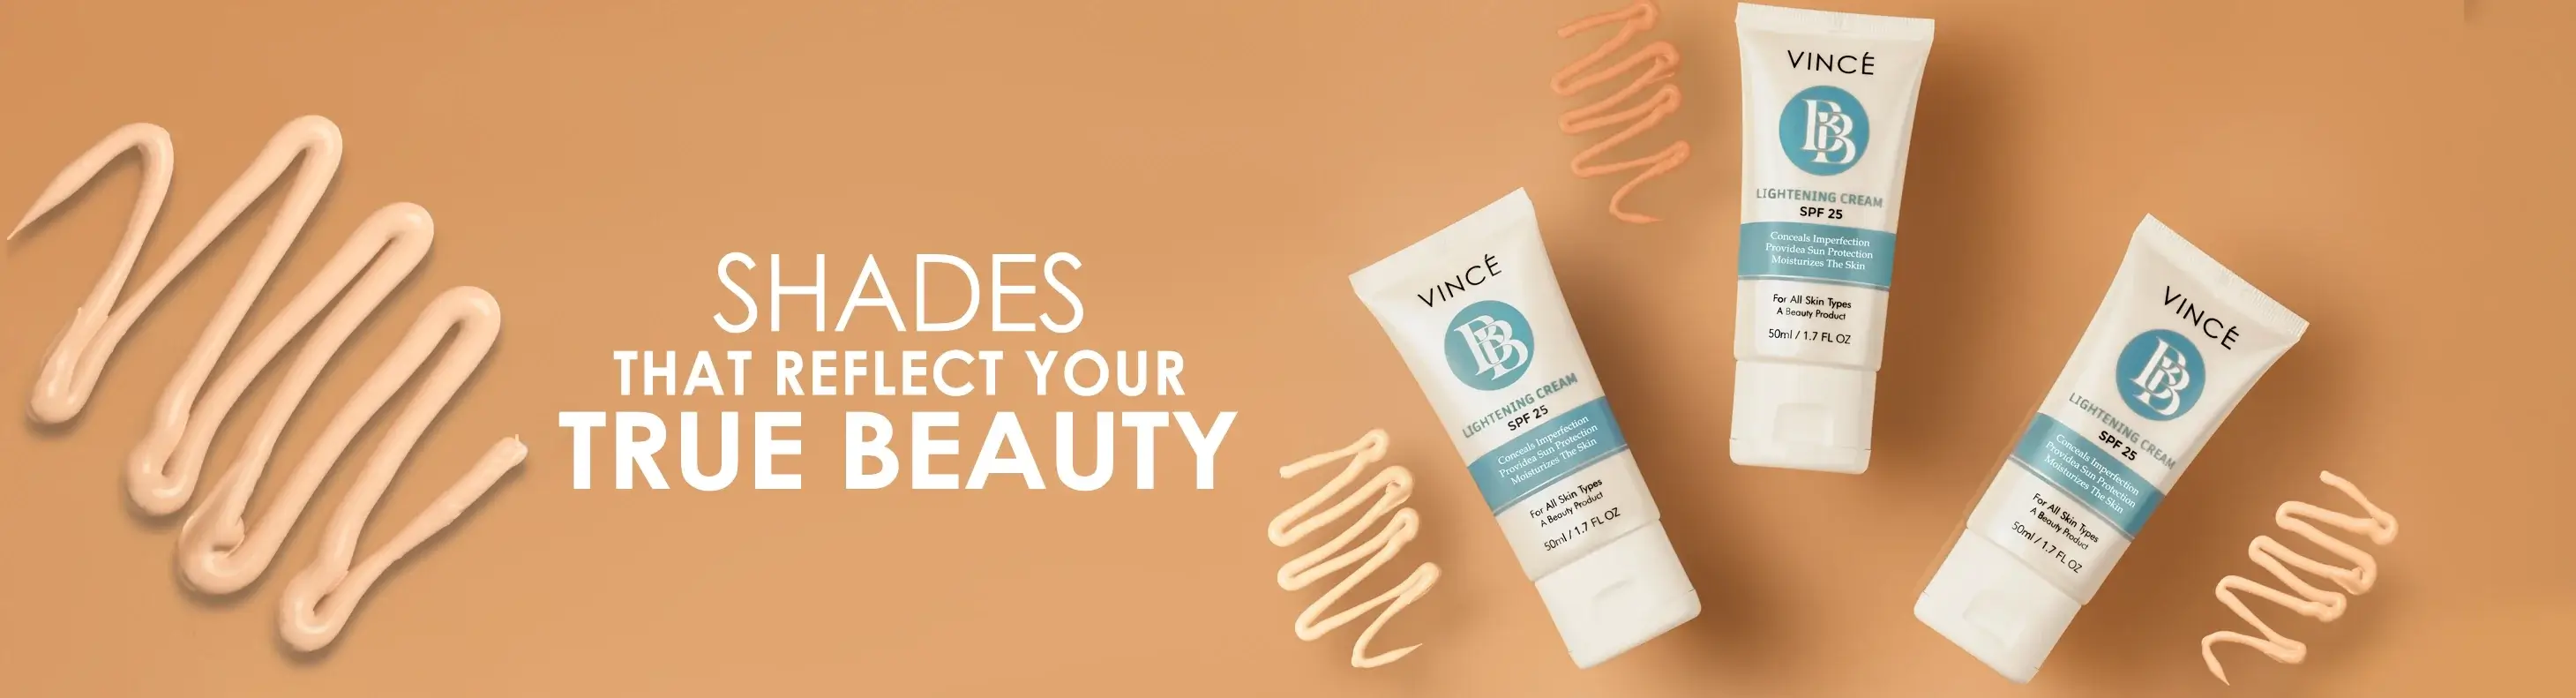 SHADES
THAT REFLECT YOUR
TRUE BEAUTY
VINCÉ
BB
LIGHTENING CREAM
SPF 25
Conceals Imperfection
Providea Sun Protection
Moisturizes The Skin
For All Skin Types
A Beauty Product
50ml / 1.7 FL OZ
VINCÉ
BB
LIGHTENING CREAM
SPF 25
Conceals Imperfection
Providea Sun Protection
Moisturizes The Skin
For All Skin Types
A Beauty Product
50ml / 1.7 FL OZ
VINCÉ
BB
LIGHTENING CREAM
SPF 25
Conceals Imperfection
Providea Sun Protection
Moisturizes The Skin
For All Skin Types
A Beauty Product
50ml / 1.7 FL OZ